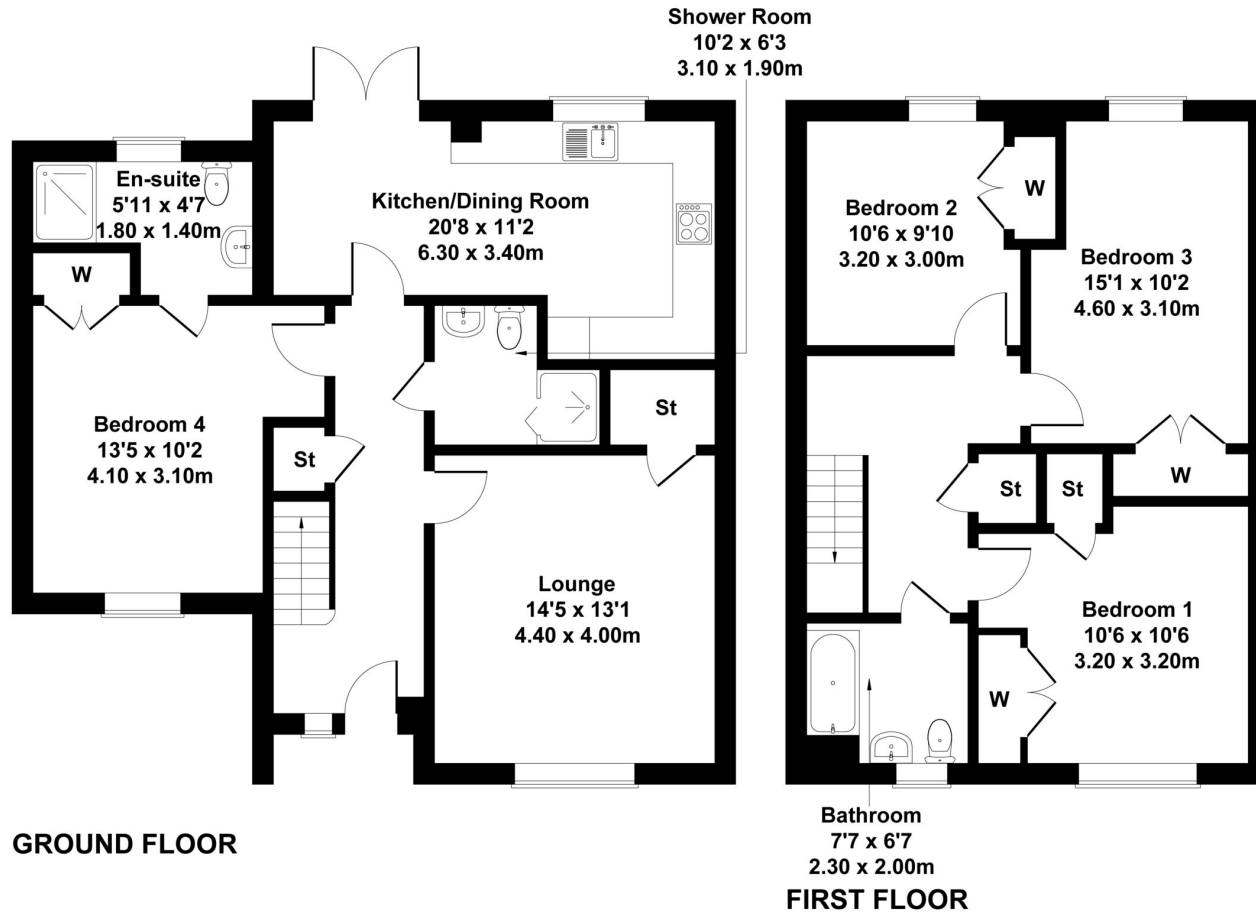 Shower Room
10'2 x 6'3
3.10 x 1.90m
En-suite
5'11 x 4'7
1.80 x 1.40m
Kitchen/Dining Room
20'8 x 11'2
6.30 x 3.40m
W
Bedroom 4
13'5 x 10'2
4.10 x 3.10m
St
St
Lounge
14'5 x 13'1
4.40 x 4.00m
GROUND FLOOR
Bedroom 2
10'6 x 9'10
3.20 x 3.00m
W
Bedroom 3
15'1 x 10'2
4.60 x 3.10m
W
St
St
Bedroom 1
10'6 x 10'6
3.20 x 3.20m
W
Bathroom
7'7 x 6'7
2.30 x 2.00m
FIRST FLOOR